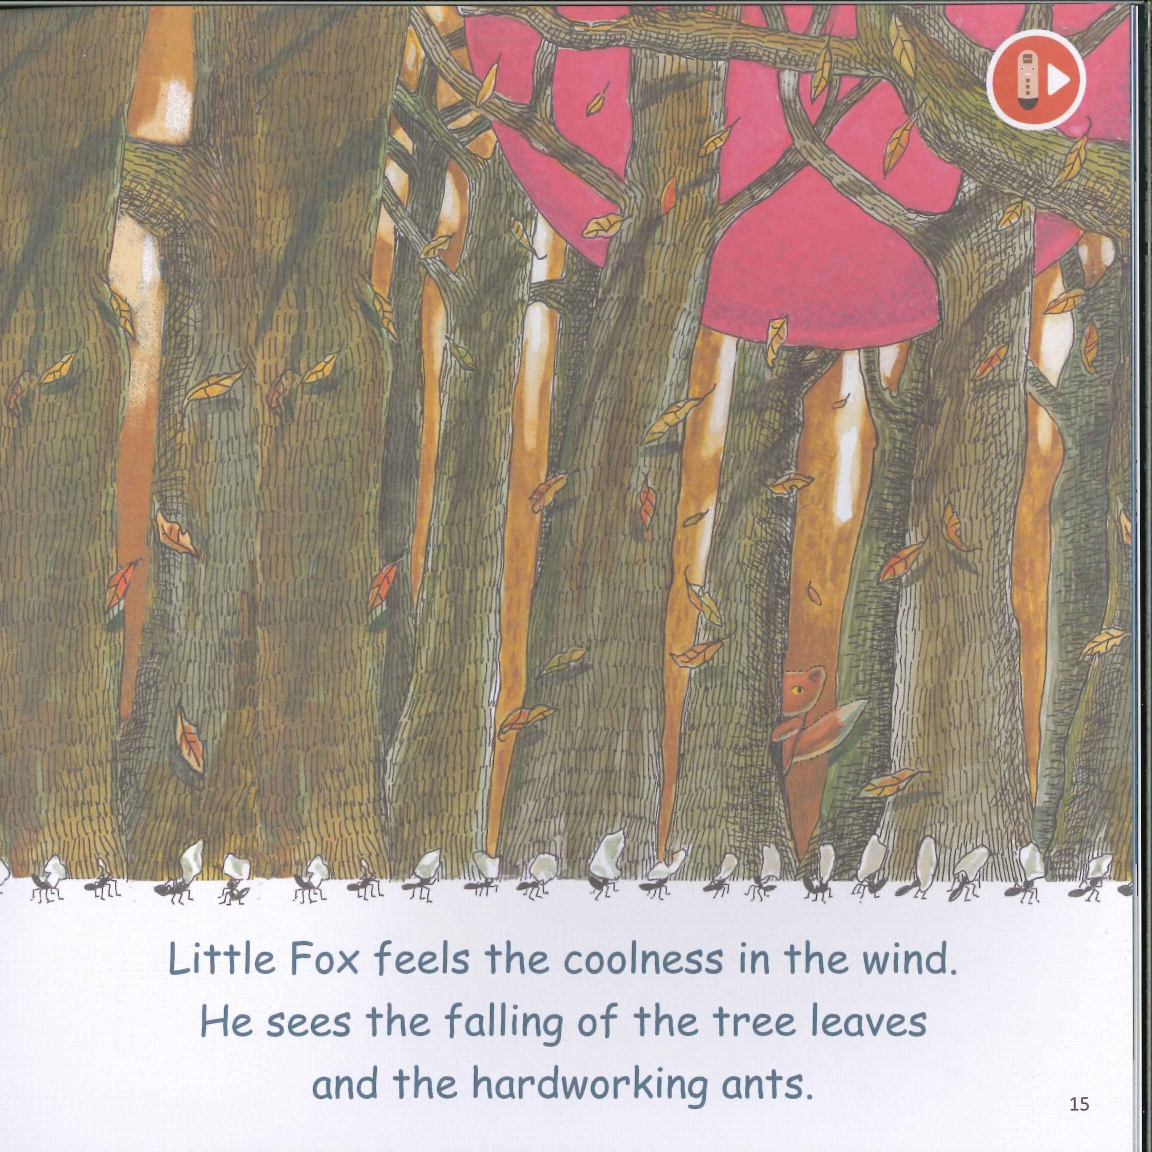 Little Fox feels the coolness in the wind.
He sees the falling of the tree leaves
and the hardworking ants.
15